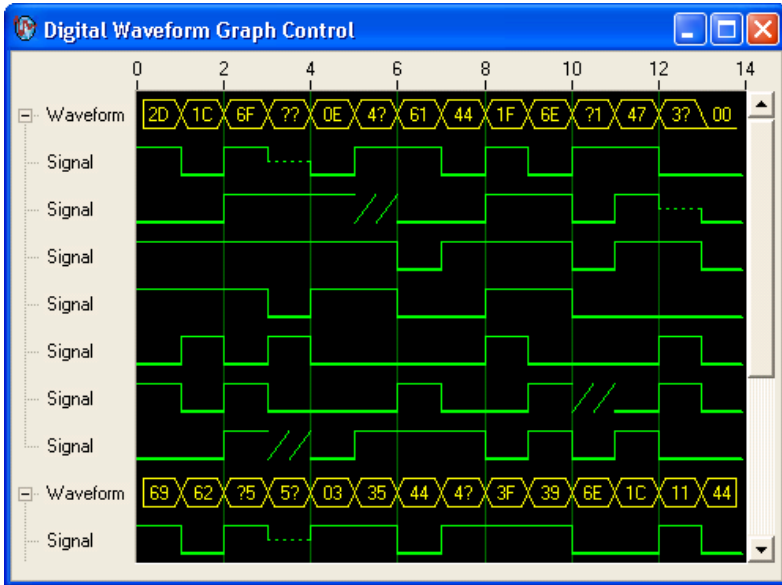 Digital Waveform Graph Control
0 2 4 6 8 10 12 14
Waveform 2D 1C 6F ?? 0E 4? 61 44 1F 6E ?1 47 3? 00
Signal
Signal
Signal
Signal
Signal
Signal
Signal
Waveform 69 62 ?5 5? 03 35 44 4? 3F 39 6E 1C 11 44
Signal